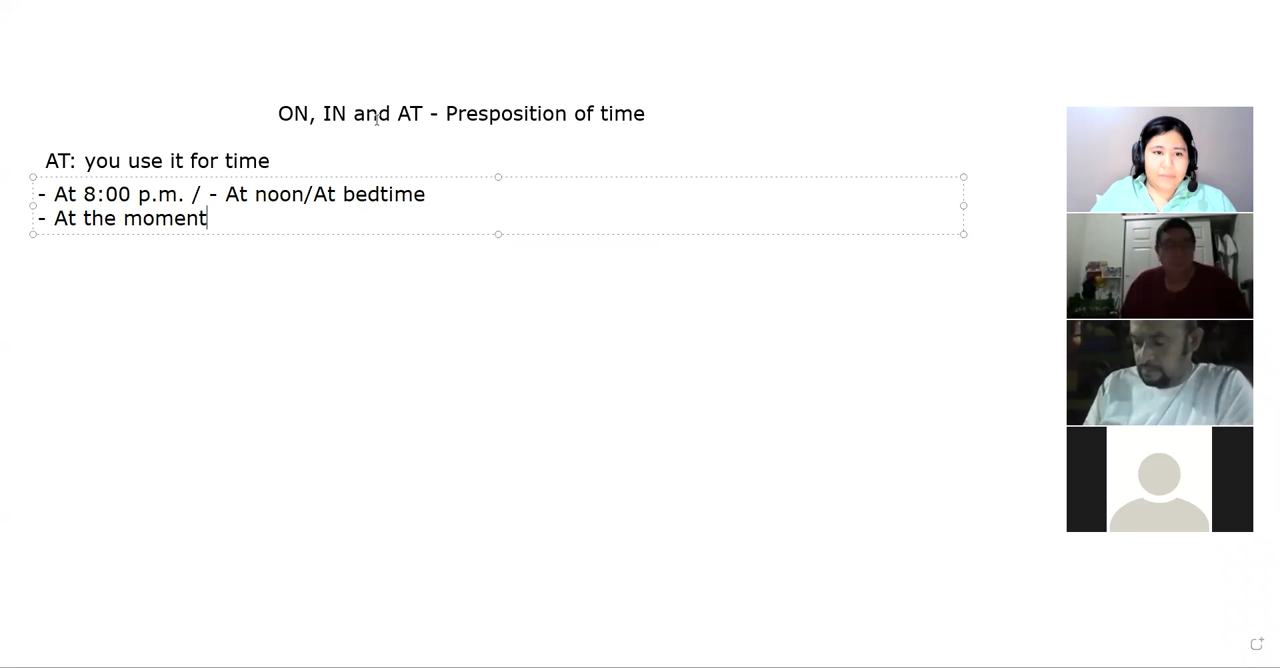 ON, IN and AT - Presposition of time
AT: you use it for time
- At 8:00 p.m. / - At noon/At bedtime
- At the moment